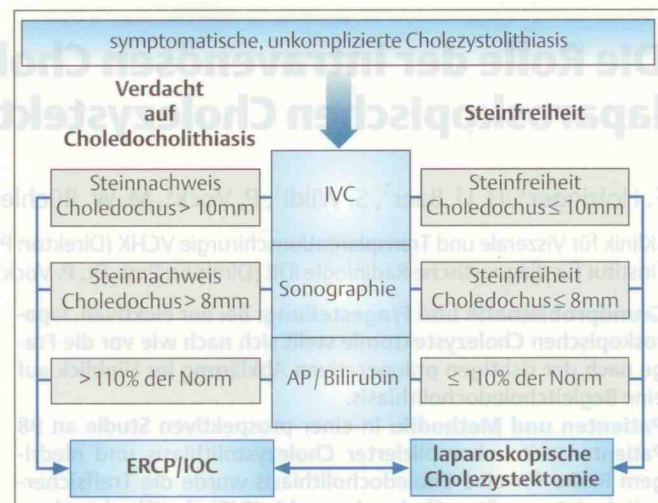 symptomatische, unkomplizierte Cholezystolithiasis
Verdacht
auf
Choledocholithiasis
Steinfreiheit
Steinnachweis
Choledochus > 10mm
IVC
Steinfreiheit
Choledochus ≤ 10mm
Steinnachweis
Choledochus > 8mm
Sonographie
Steinfreiheit
Choledochus ≤ 8mm
>110% der Norm
AP/Bilirubin
≤ 110% der Norm
ERCP/IOC
laparoskopische
Cholezystektomie